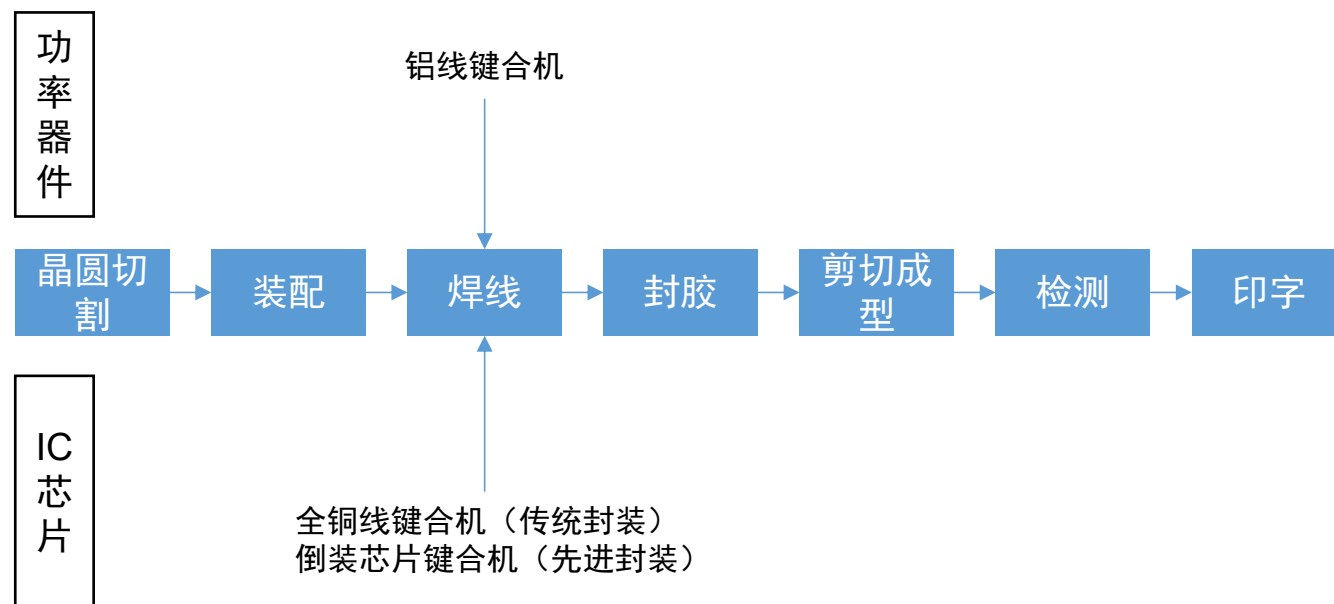 功
率
器
件
铝线键合机
晶圆切
割
装配
焊线
封胶
剪切成
型
检测
印字
IC
芯
片
全铜线键合机（传统封装）
倒装芯片键合机（先进封装）